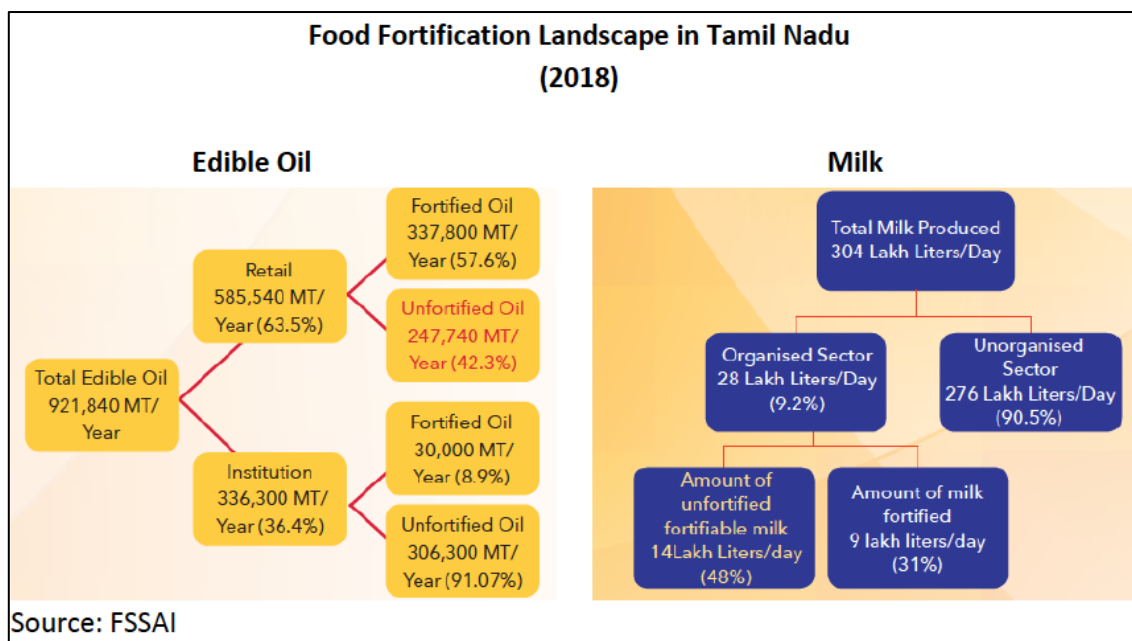 Food Fortification Landscape in Tamil Nadu
(2018)
Edible Oil
Total Edible Oil
921,840 MT/
Year
Retail
585,540 MT/
Year (63.5%)
Fortified Oil
337,800 MT/
Year (57.6%)
Unfortified Oil
247,740 MT/
Year (42.3%)
Institution
336,300 MT/
Year (36.4%)
Fortified Oil
30,000 MT/
Year (8.9%)
Unfortified Oil
306,300 MT/
Year (91.07%)
Milk
Total Milk Produced
304 Lakh Liters/Day
Organised Sector
28 Lakh Liters/Day
(9.2%)
Unorganised
Sector
276 Lakh Liters/Day
(90.5%)
Amount of
unfortified
fortifiable milk
14Lakh Liters/day
(48%)
Amount of milk
fortified
9 lakh liters/day
(31%)
Source: FSSAI